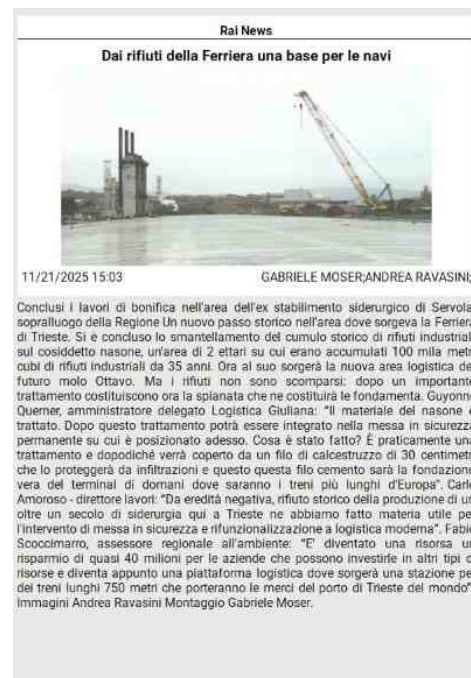 Rai News
Dai rifiuti della Ferriera una base per le navi
11/21/2025 15:03 GABRIELE MOSER;ANDREA RAVASINI;
Conclusi i lavori di bonifica nell'area dell'ex stabilimento siderurgico di Servola,
sopralluogo della Regione Un nuovo passo storico nell'area dove sorgeva la Ferriera
di Trieste. Si è concluso lo smantellamento del cumulo storico di rifiuti industriali
sul cosiddetto nasone, un'area di 2 ettari su cui erano accumulati 100 mila metri
cubi di rifiuti industriali da 35 anni. Ora al suo sorgerà la nuova area logistica del
futuro molo Ottavo. Ma i rifiuti non sono scomparsi: dopo un importante
trattamento costituiscono ora la spianata che ne costituirà le fondamenta. Guyonne
Querner, amministratore delegato Logistica Giuliana: "Il materiale del nasone è
trattato. Dopo questo trattamento potrà essere integrato nella messa in sicurezza
permanente su cui è posizionato adesso. Cosa è stato fatto? È praticamente una
trattamento e dopodiché verrà coperto da un filo di calcestruzzo di 30 centimetri
che lo proteggerà da infiltrazioni e questo questa filo cemento sarà la fondazione
vera del terminal di domani dove saranno i treni più lunghi d'Europa". Carlo
Amoroso - direttore lavori: "Da eredità negativa, rifiuto storico della produzione di un
oltre un secolo di siderurgia qui a Trieste ne abbiamo fatto materia utile per
l'intervento di messa in sicurezza e rifunzionalizzazione a logistica moderna". Fabio
Scoccimarro, assessore regionale all'ambiente: "E' diventato una risorsa un
risparmio di quasi 40 milioni per le aziende che possono investirle in altri tipi di
risorse e diventa appunto una piattaforma logistica dove sorgerà una stazione per
dei treni lunghi 750 metri che porteranno le merci del porto di Trieste del mondo".
Immagini Andrea Ravasini Montaggio Gabriele Moser.